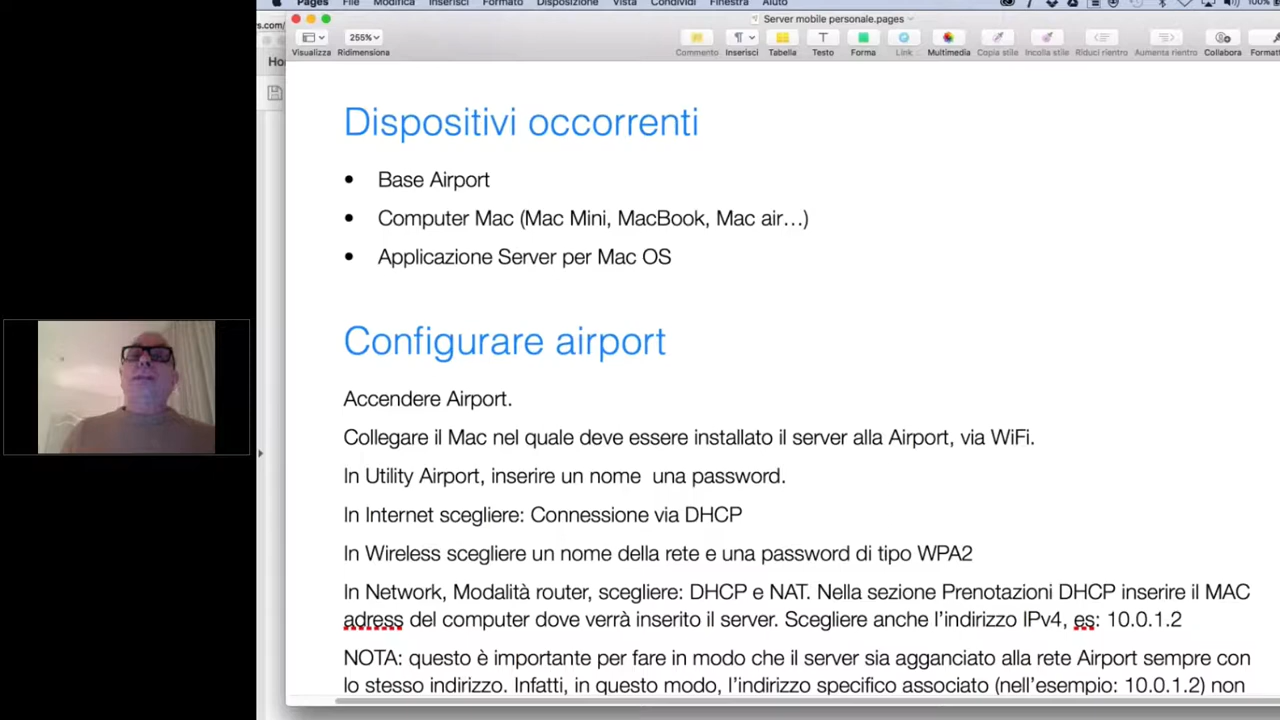 Pages File Modifica Inserisci Formato Disposizione Vista Condividi Finestra Aiuto 100%
rs.com/
Server mobile personale.pages
255%
Visualizza Ridimensiona Commento Inserisci Tabella Testo Forma Link Multimedia Copia stile Incolla stile Riduci rientro Aumenta rientro Collabora Format
Ho
Dispositivi occorrenti
• Base Airport
• Computer Mac (Mac Mini, MacBook, Mac air…)
• Applicazione Server per Mac OS
Configurare airport
Accendere Airport.
Collegare il Mac nel quale deve essere installato il server alla Airport, via WiFi.
In Utility Airport, inserire un nome una password.
In Internet scegliere: Connessione via DHCP
In Wireless scegliere un nome della rete e una password di tipo WPA2
In Network, Modalità router, scegliere: DHCP e NAT. Nella sezione Prenotazioni DHCP inserire il MAC
adress del computer dove verrà inserito il server. Scegliere anche l’indirizzo IPv4, es: 10.0.1.2
NOTA: questo è importante per fare in modo che il server sia agganciato alla rete Airport sempre con
lo stesso indirizzo. Infatti, in questo modo, l’indirizzo specifico associato (nell’esempio: 10.0.1.2) non